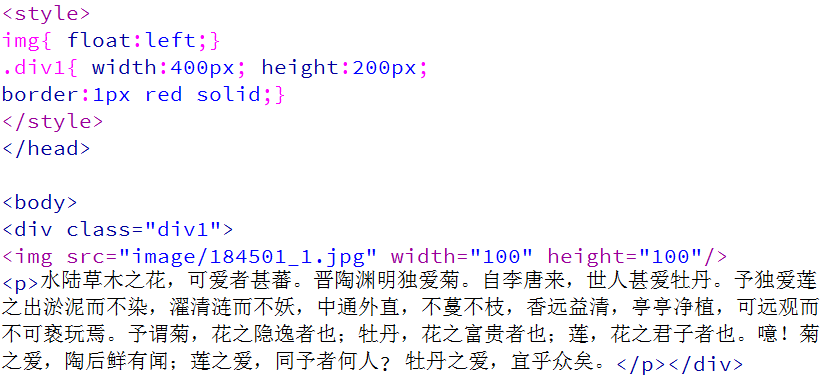 <style>
img{ float:left;}
.div1{ width:400px; height:200px;
border:1px red solid;}
</style>
</head>
<body>
<div class="div1">
<img src="image/184501_1.jpg" width="100" height="100"/>
<p>水陆草木之花，可爱者甚蕃。晋陶渊明独爱菊。自李唐来，世人甚爱牡丹。予独爱莲
之出淤泥而不染，濯清涟而不妖，中通外直，不蔓不枝，香远益清，亭亭净植，可远观而
不可亵玩焉。予谓菊，花之隐逸者也；牡丹，花之富贵者也；莲，花之君子者也。噫！菊
之爱，陶后鲜有闻；莲之爱，同予者何人？牡丹之爱，宜乎众矣。</p></div>